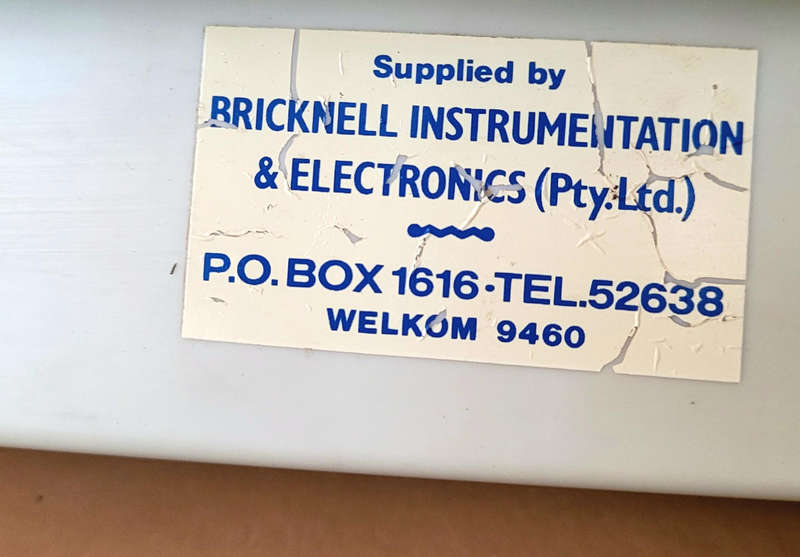 Supplied by
BRICKNELL INSTRUMENTATION
& ELECTRONICS (Pty.Ltd.)
P.O. BOX 1616·TEL.52638
WELKOM 9460